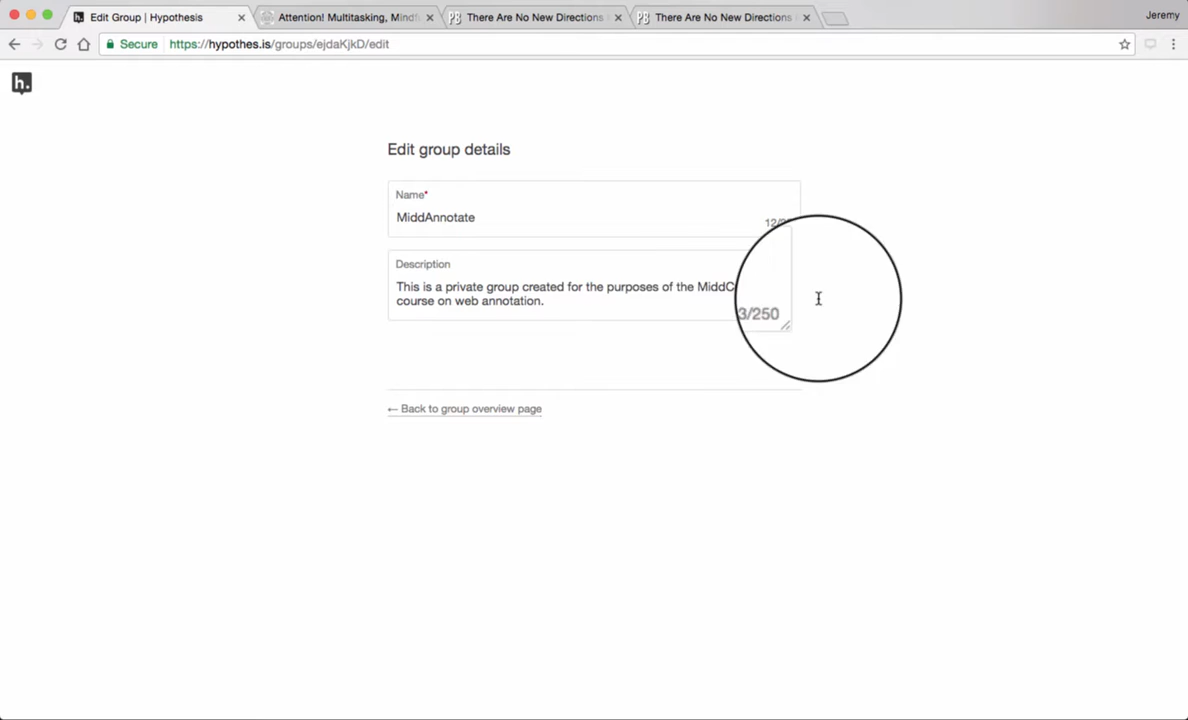 Edit Group | Hypothesis
Attention! Multitasking, Mindf
There Are No New Directions
There Are No New Directions
Jeremy
Secure https://hypothes.is/groups/ejdaKjkD/edit
h.
Edit group details
Name*
MiddAnnotate
Description
This is a private group created for the purposes of the
course on web annotation.
3/250
← Back to group overview page